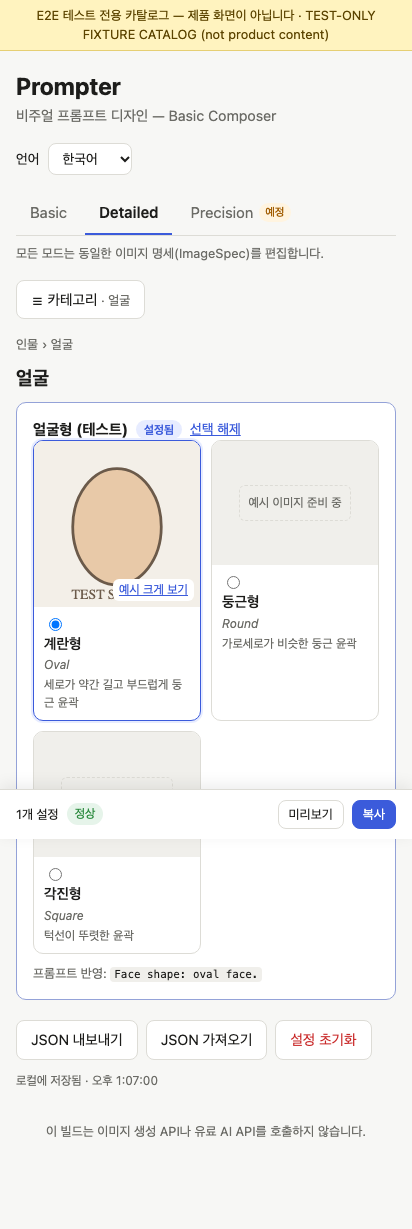 E2E 테스트 전용 카탈로그 — 제품 화면이 아닙니다 · TEST-ONLY
FIXTURE CATALOG (not product content)
Prompter
비주얼 프롬프트 디자인 — Basic Composer
언어 한국어
Basic Detailed Precision 예정
모든 모드는 동일한 이미지 명세(ImageSpec)를 편집합니다.
≡ 카테고리 · 얼굴
인물 › 얼굴
얼굴
얼굴형 (테스트) 설정됨 선택 해제
TEST
예시 크게 보기
계란형
Oval
세로가 약간 길고 부드럽게 둥
근 윤곽
예시 이미지 준비 중
둥근형
Round
가로세로가 비슷한 둥근 윤곽
1개 설정 정상 미리보기 복사
각진형
Square
턱선이 뚜렷한 윤곽
프롬프트 반영: Face shape: oval face.
JSON 내보내기 JSON 가져오기 설정 초기화
로컬에 저장됨 · 오후 1:07:00
이 빌드는 이미지 생성 API나 유료 AI API를 호출하지 않습니다.